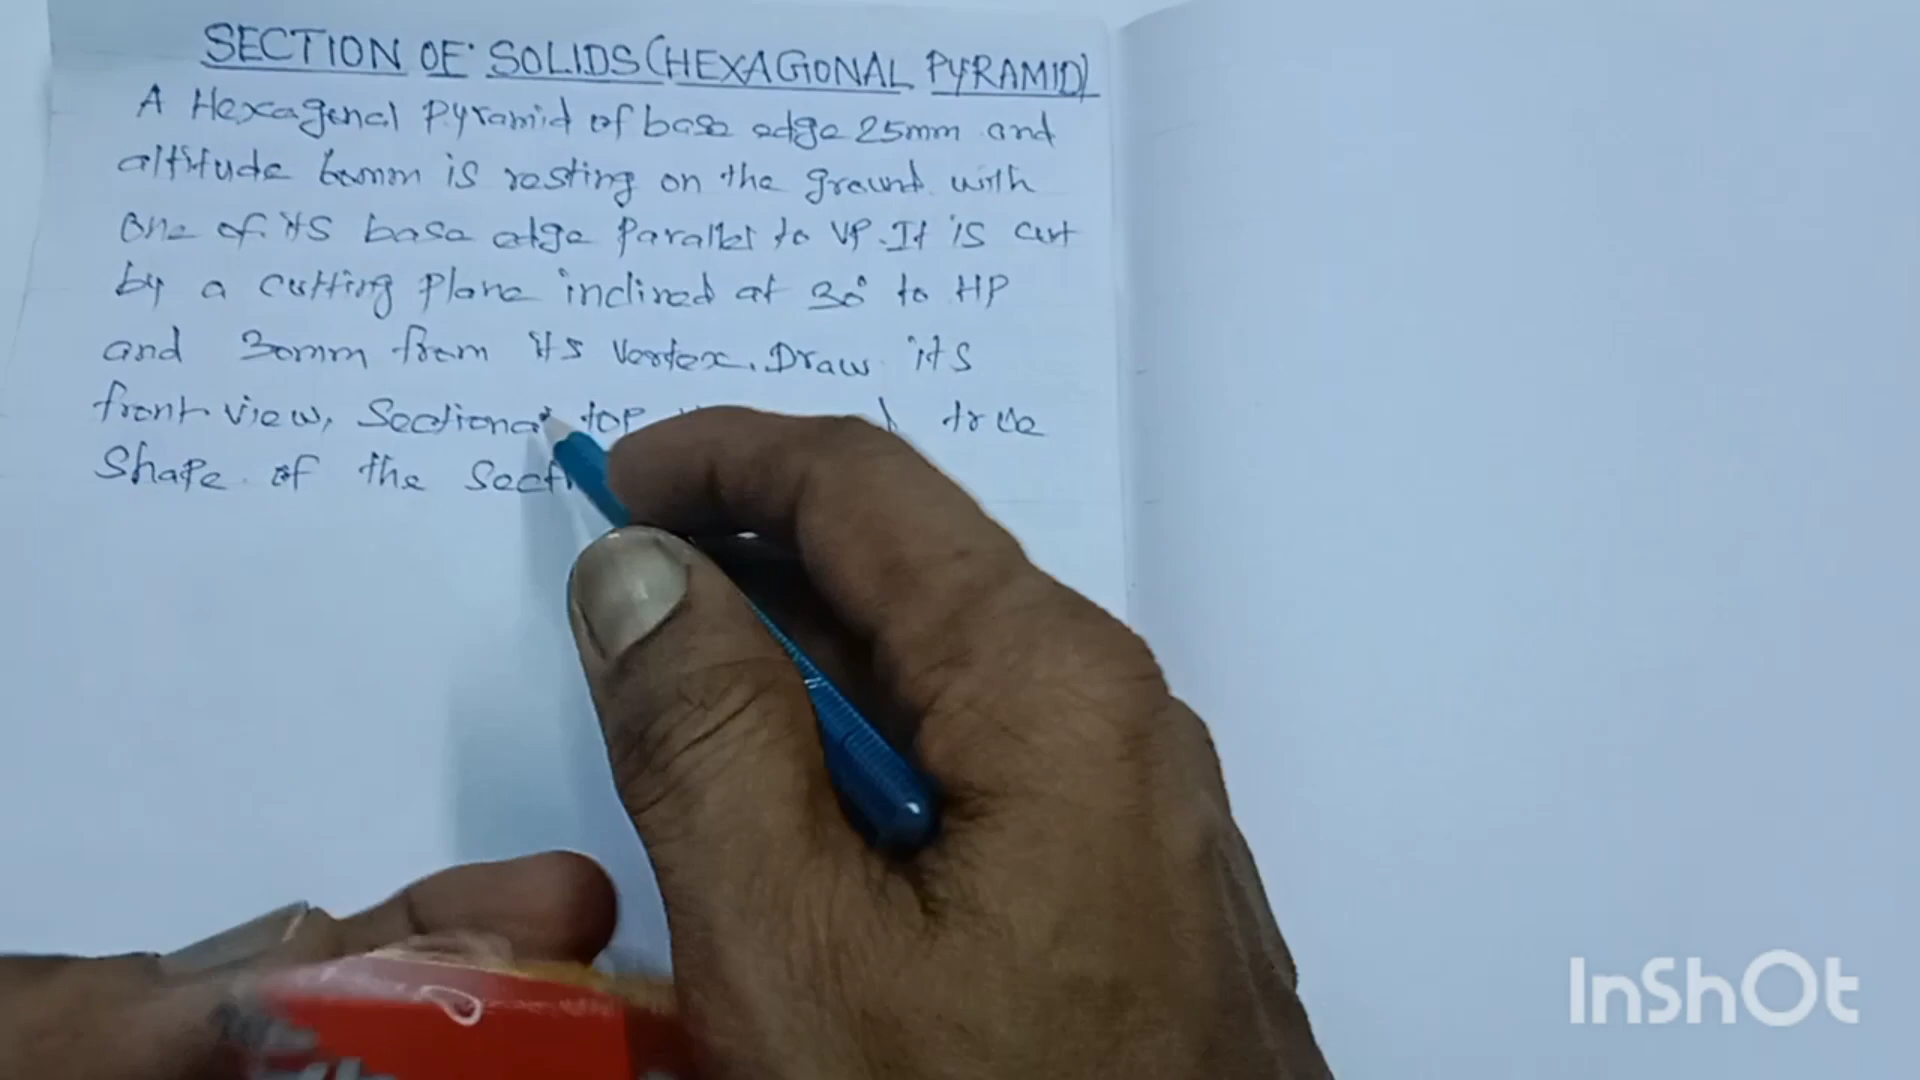 SECTION OF SOLIDS (HEXAGONAL PYRAMID)
A Hexagonal Pyramid of base edge 25mm and
altitude 60mm is resting on the ground with
one of its base edge Parallel to VP. It is cut
by a cutting plane inclined at 30° to HP
and 30mm from its Vertex. Draw its
front view, Sectional top true
Shape of the
InShOt